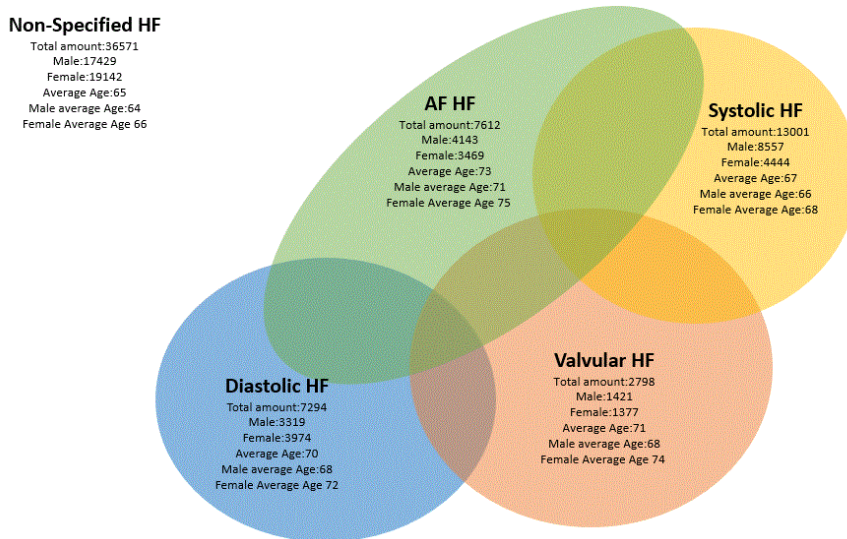 Non-Specified HF
Total amount:36571
Male:17429
Female:19142
Average Age:65
Male average Age:64
Female Average Age 66
AF HF
Total amount:7612
Male:4143
Female:3469
Average Age:73
Male average Age:71
Female Average Age 75
Systolic HF
Total amount:13001
Male:8557
Female:4444
Average Age:67
Male average Age:66
Female Average Age:68
Diastolic HF
Total amount:7294
Male:3319
Female:3974
Average Age:70
Male average Age:68
Female Average Age 72
Valvular HF
Total amount:2798
Male:1421
Female:1377
Average Age:71
Male average Age:68
Female Average Age 74